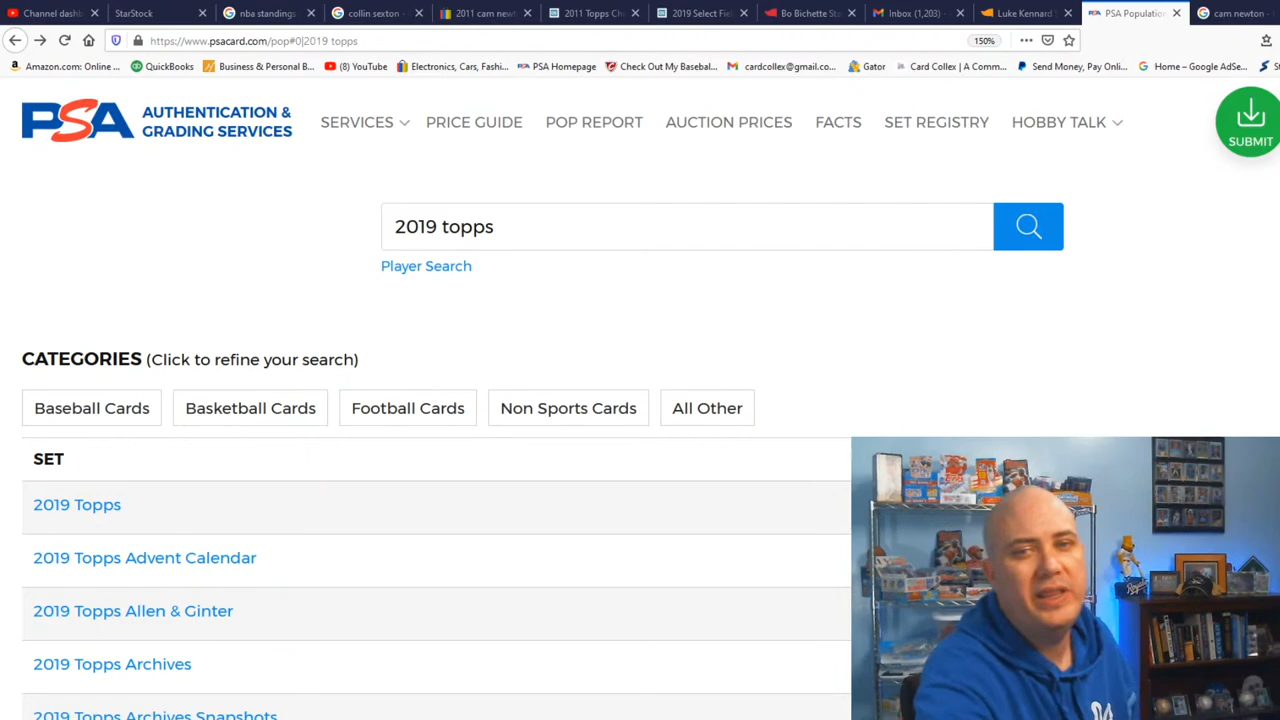 Channel dashl StarStock nba standings collin sexton - 2011 cam newt 2011 Topps Ch 2019 Select Fie Bo Bichette Sta Inbox (1,203) Luke Kennard PSA Populatio cam newton -
https://www.psacard.com/pop#0|2019 topps 150%
Amazon.com: Online ... QuickBooks Business & Personal B... (8) YouTube Electronics, Cars, Fashi... PSA Homepage Check Out My Basebal... cardcollex@gmail.co... Gator Card Collex | A Comm... Send Money, Pay Onli... Home – Google AdSe...
PSA AUTHENTICATION &
GRADING SERVICES
SERVICES PRICE GUIDE POP REPORT AUCTION PRICES FACTS SET REGISTRY HOBBY TALK
SUBMIT
2019 topps
Player Search
CATEGORIES (Click to refine your search)
Baseball Cards Basketball Cards Football Cards Non Sports Cards All Other
SET
2019 Topps
2019 Topps Advent Calendar
2019 Topps Allen & Ginter
2019 Topps Archives
2019 Topps Archives Snapshots
Royals